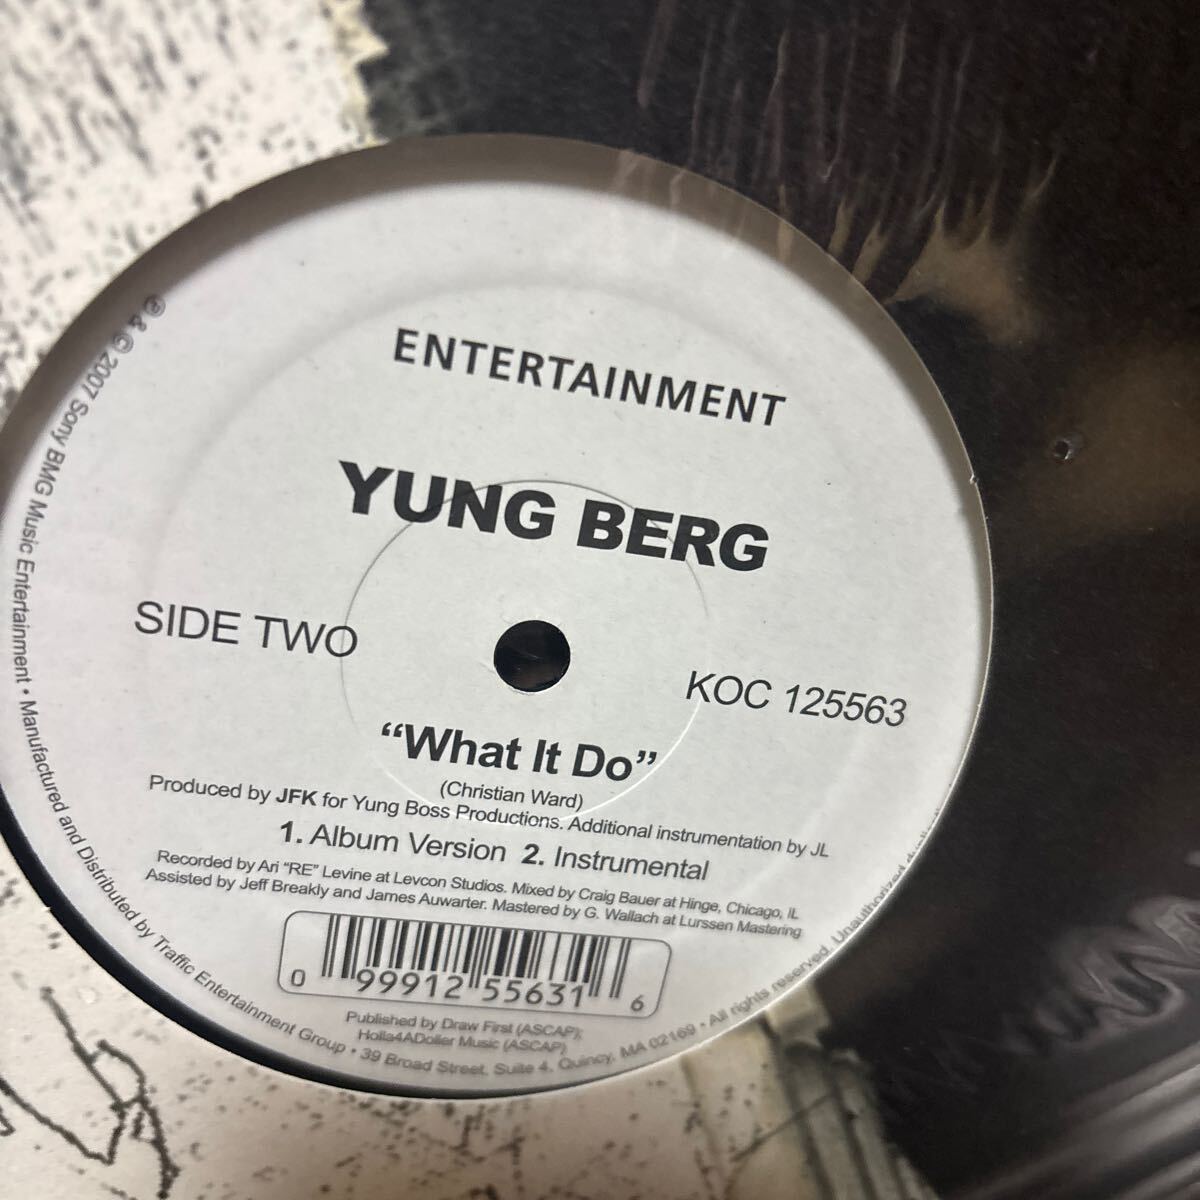 ENTERTAINMENT
YUNG BERG
SIDE TWO
KOC 125563
“What It Do”
(Christian Ward)
Produced by JFK for Yung Boss Productions. Additional instrumentation by JL
1. Album Version 2. Instrumental
Recorded by Ari “RE” Levine at Levcon Studios. Mixed by Craig Bauer at Hinge, Chicago, IL
Assisted by Jeff Breakly and James Auwarter. Mastered by G. Wallach at Lurssen Mastering
0 99912 55631 6
Published by Draw First (ASCAP);
Holla4ADoller Music (ASCAP)
℗ & © 2007 Sony BMG Music Entertainment • Manufactured and Distributed by Traffic Entertainment Group • 39 Broad Street, Suite 4, Quincy, MA 02169 • All rights reserved. Unauthorized